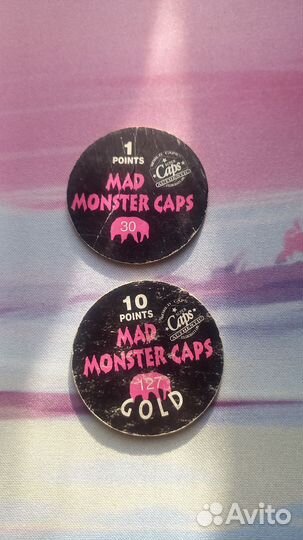 1
POINTS
MAD
MONSTER CAPS
30
Caps
10
POINTS
MAD
MONSTER CAPS
127
GOLD
Caps
Avito